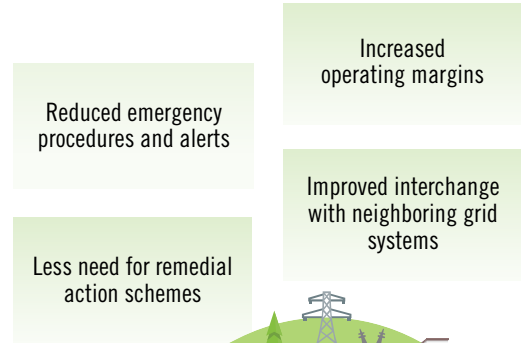 Increased
operating margins
Reduced emergency
procedures and alerts
Improved interchange
with neighboring grid
systems
Less need for remedial
action schemes